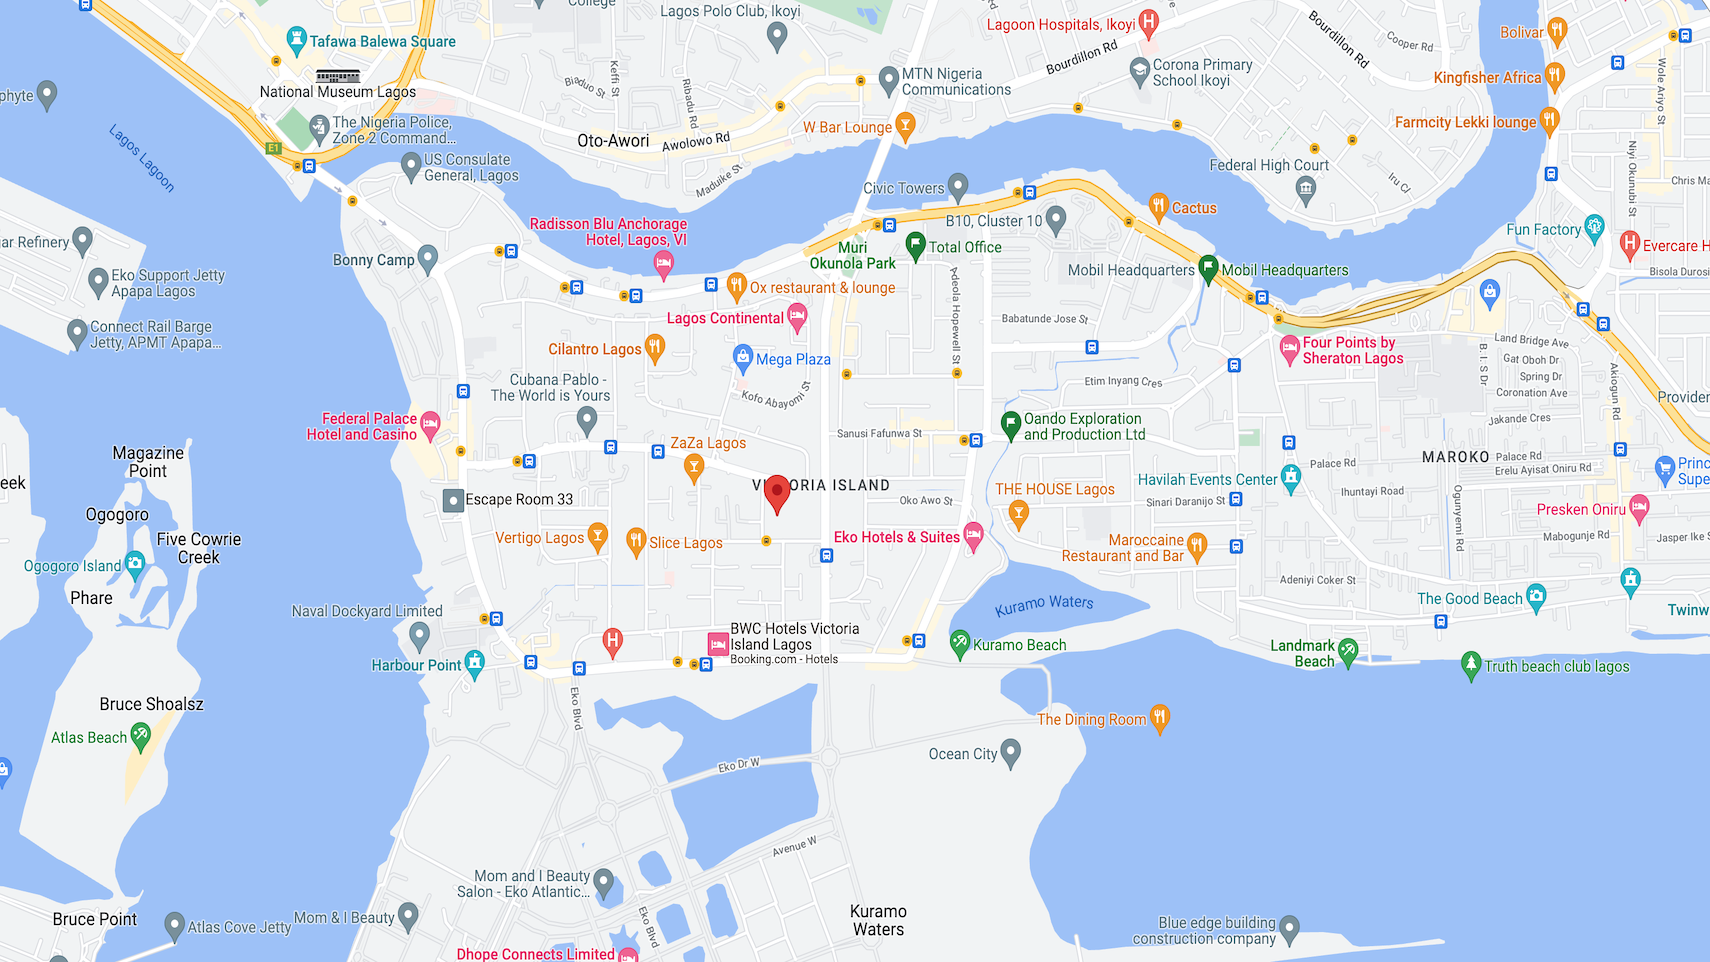 College
Lagos Polo Club, Ikoyi
Lagoon Hospitals, Ikoyi
Bourdillon Rd
Bolivar
Tafawa Balewa Square
Cooper Rd
Bourdillon Rd
Corona Primary
School Ikoyi
Kingfisher Africa
National Museum Lagos
Biaduo St
Keffi St
Ribadu Rd
MTN Nigeria
Communications
Wole Ariyo St
phyte
The Nigeria Police,
Zone 2 Command...
W Bar Lounge
Farmcity Lekki lounge
Lagos Lagoon
E1
Oto-Awori
Awolowo Rd
US Consulate
General, Lagos
Maduike St
Federal High Court
Iru Cl
Niyi Okunubi St
Chris Ma
Civic Towers
B10, Cluster 10
Cactus
Radisson Blu Anchorage
Hotel, Lagos, VI
Fun Factory
ar Refinery
Muri
Okunola Park
Total Office
Evercare H
Bonny Camp
Eko Support Jetty
Apapa Lagos
Mobil Headquarters
Mobil Headquarters
Bisola Durosi
Ox restaurant & lounge
Adeola Hopewell St
Connect Rail Barge
Jetty, APMT Apapa...
Lagos Continental
Babatunde Jose St
Cilantro Lagos
Mega Plaza
Four Points by
Sheraton Lagos
Land Bridge Ave
B. I. S Dr
Gat Oboh Dr
Spring Dr
Cubana Pablo -
The World is Yours
Kofo Abayomi St
Etim Inyang Cres
Coronation Ave
Akiogun Rd
Provider
Federal Palace
Hotel and Casino
Oando Exploration
and Production Ltd
Jakande Cres
Sanusi Fafunwa St
ZaZa Lagos
Magazine
Point
MAROKO
Palace Rd
Palace Rd
Erelu Ayisat Oniru Rd
Princ
Supe
eek
VICTORIA ISLAND
Havilah Events Center
Ihuntayi Road
Escape Room 33
THE HOUSE Lagos
Oko Awo St
Sinari Daranijo St
Ogunyemi Rd
Presken Oniru
Ogogoro
Five Cowrie
Creek
Vertigo Lagos
Slice Lagos
Eko Hotels & Suites
Maroccaine
Restaurant and Bar
Mabogunje Rd
Jasper Ike S
Ogogoro Island
Adeniyi Coker St
Phare
Kuramo Waters
The Good Beach
Naval Dockyard Limited
Twinw
BWC Hotels Victoria
Island Lagos
Booking.com - Hotels
Kuramo Beach
Landmark
Beach
Harbour Point
Truth beach club lagos
Eko Blvd
Bruce Shoalsz
The Dining Room
Atlas Beach
Ocean City
Eko Dr W
Avenue W
Mom and I Beauty
Salon - Eko Atlantic...
Bruce Point
Atlas Cove Jetty
Mom & I Beauty
Eko Blvd
Kuramo
Waters
Blue edge building
construction company
Dhope Connects Limited